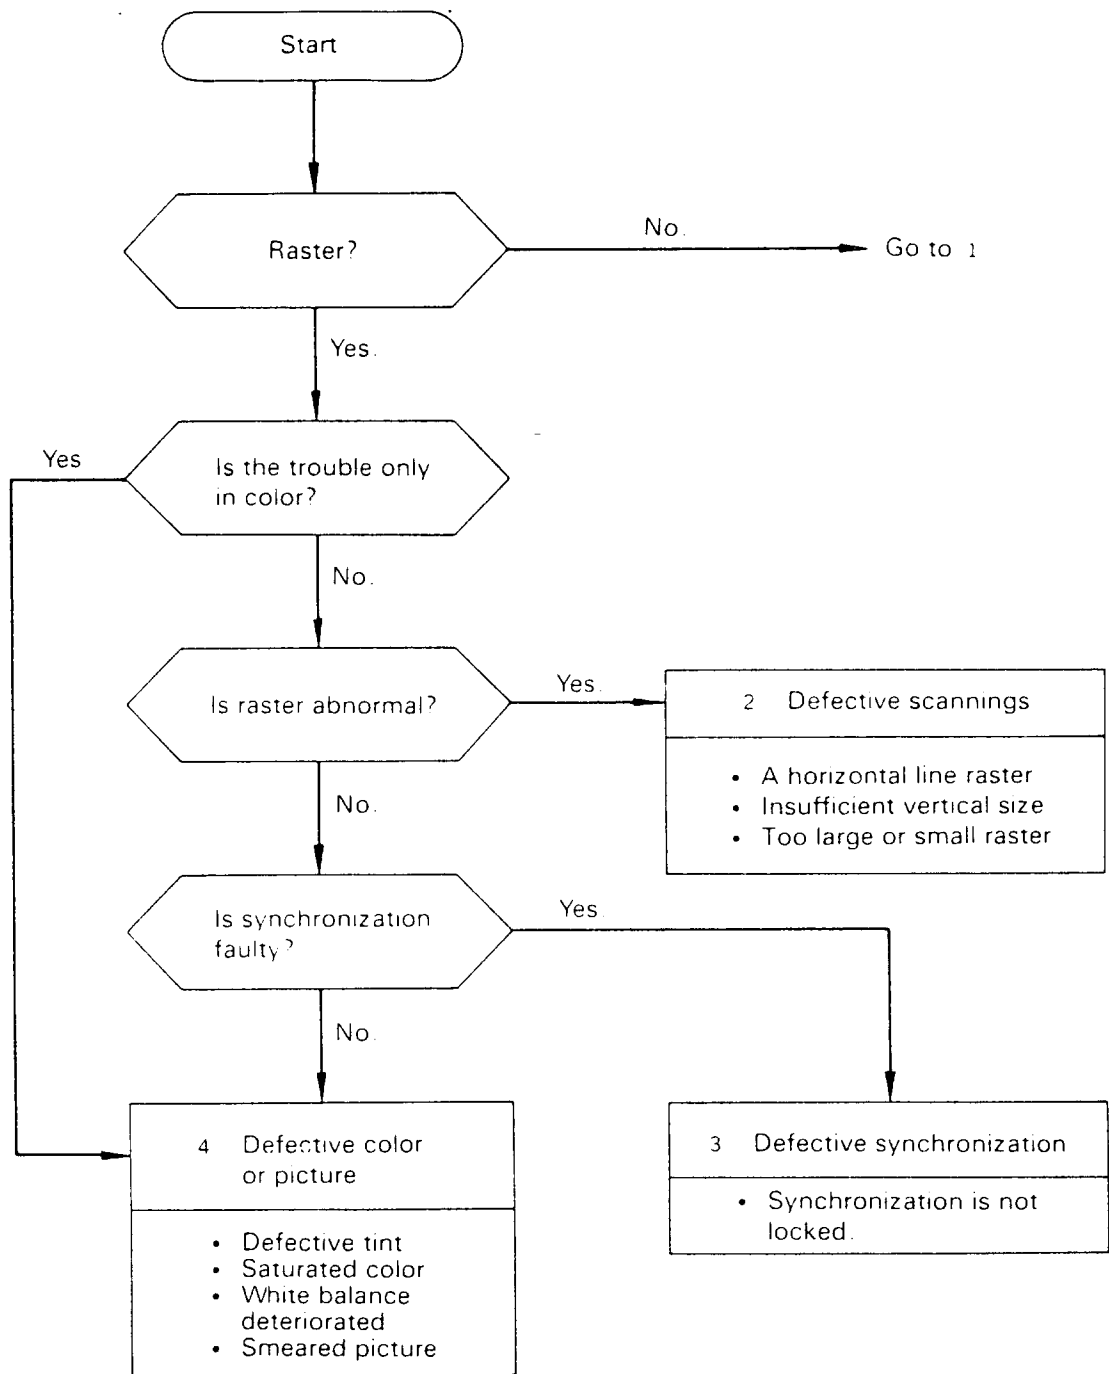 Start
Raster?
No.
Go to 1
Yes.
Yes
Is the trouble only
in color?
No.
Is raster abnormal?
Yes.
2 Defective scannings
• A horizontal line raster
• Insufficient vertical size
• Too large or small raster
No.
Is synchronization
faulty?
Yes.
No.
4 Defective color
or picture
• Defective tint
• Saturated color
• White balance
deteriorated
• Smeared picture
3 Defective synchronization
• Synchronization is not
locked.